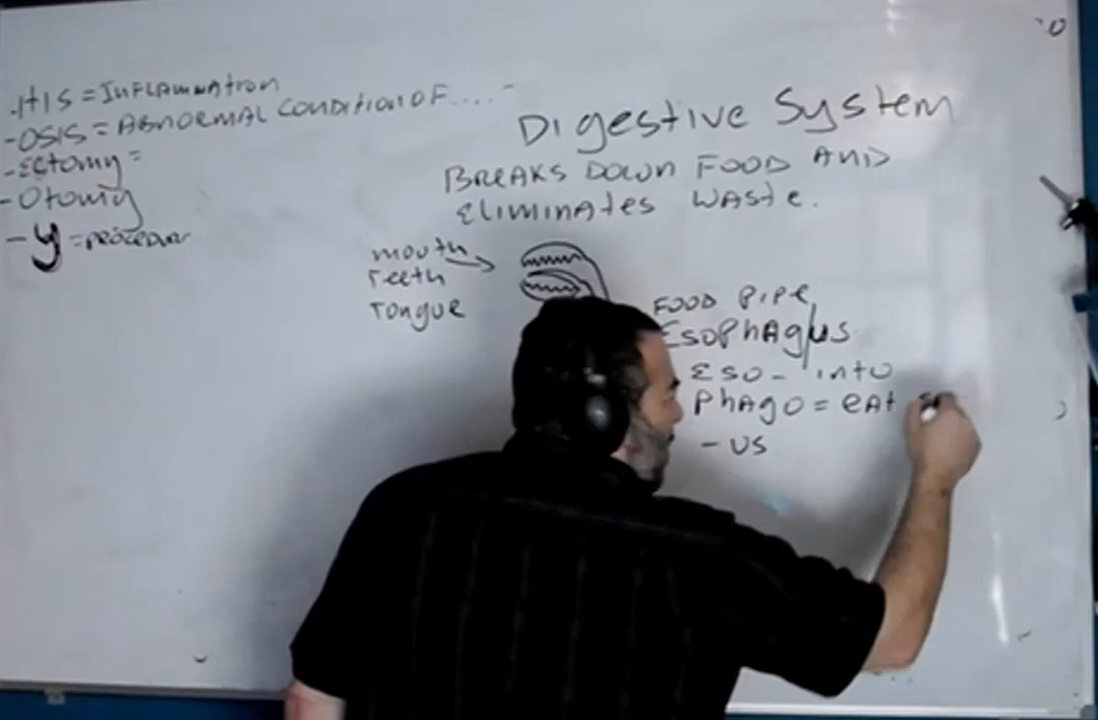 -itis = Inflammation
-osis = Abnormal condition of ....
-Ectomy =
-Otomy
-y = procedure
Digestive System
Breaks down food and
eliminates waste.
mouth
Teeth
Tongue
Food pipe
Esophagus
Eso- into
Phago = eat
-us